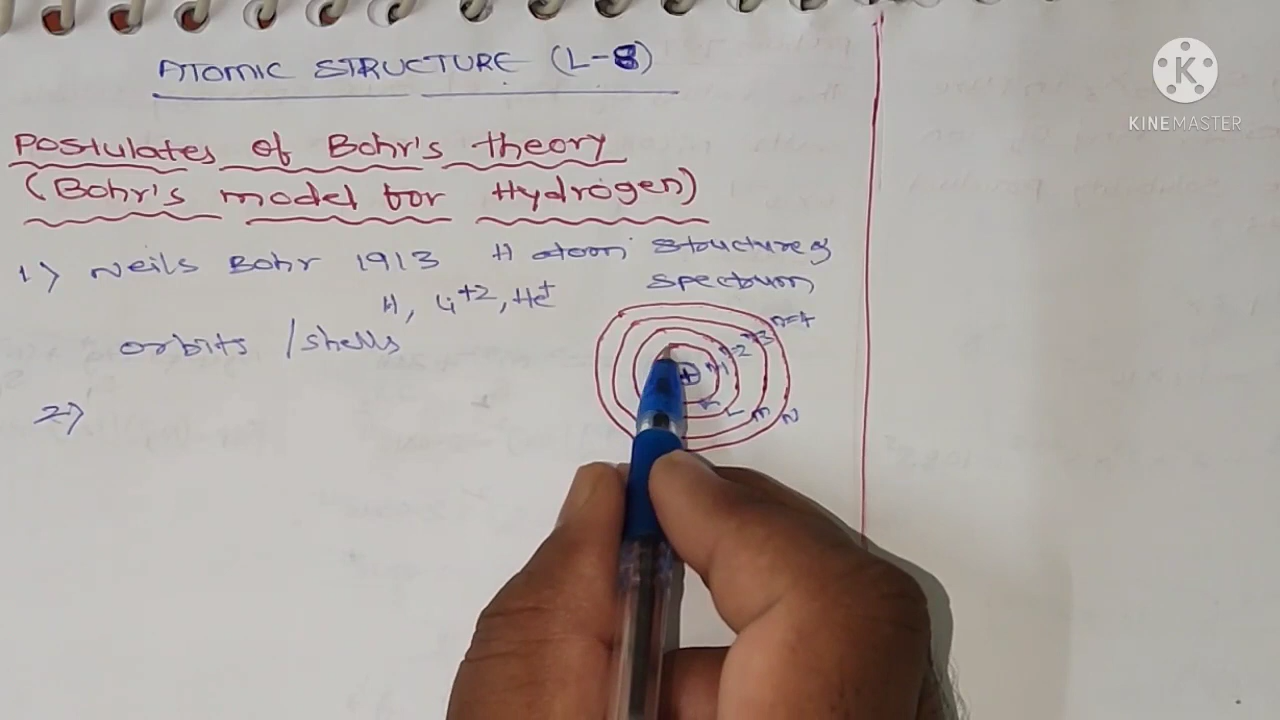 ATOMIC STRUCTURE (L-8)
Postulates of Bohr's theory
(Bohr's model for Hydrogen)
1) Neils Bohr 1913 H atom structure &
spectrum
H, Li+2, He+
orbits / shells
n=1 n=2 n=3 n=4
+
K L M N
2)
KINEMASTER